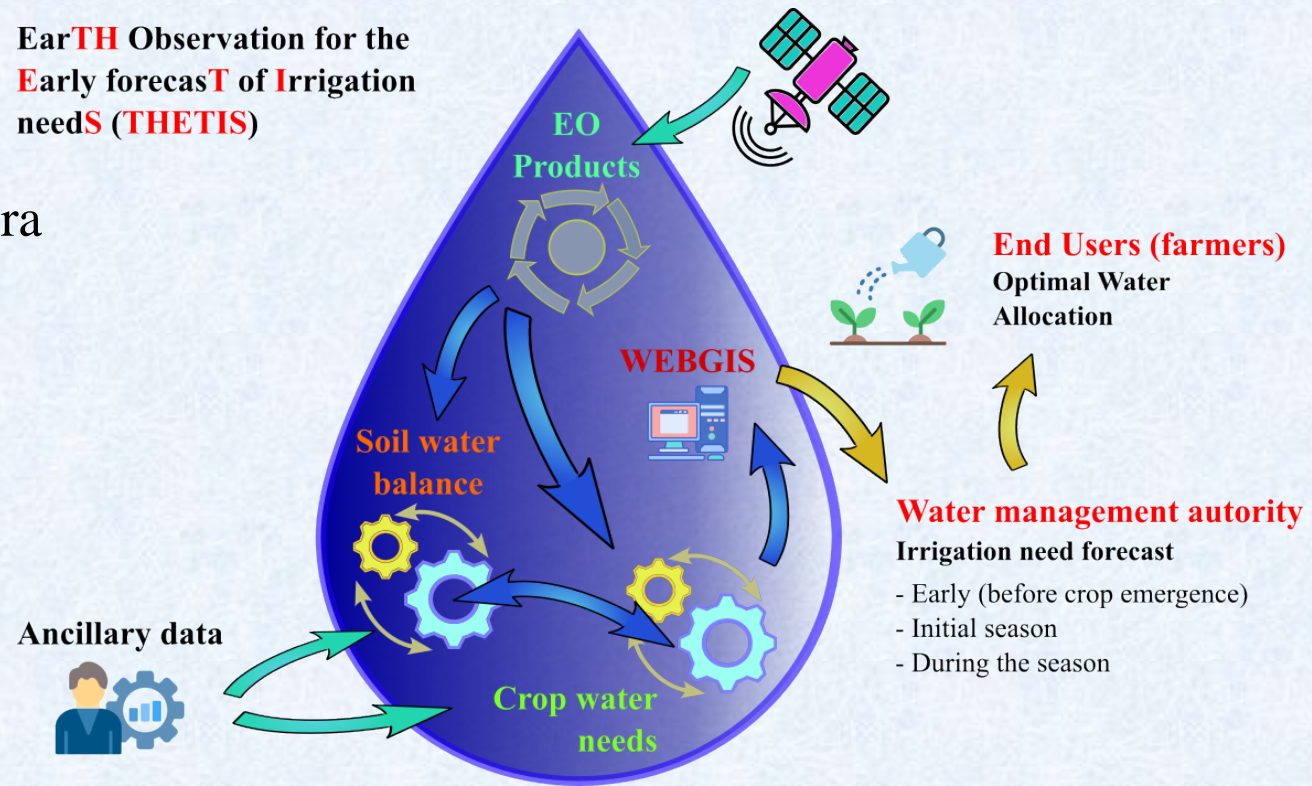 EarTH Observation for the
Early forecasT of Irrigation
needS (THETIS)
ra
EO
Products
End Users (farmers)
Optimal Water
Allocation
WEBGIS
Soil water
balance
Water management autority
Irrigation need forecast
- Early (before crop emergence)
- Initial season
- During the season
Ancillary data
Crop water
needs